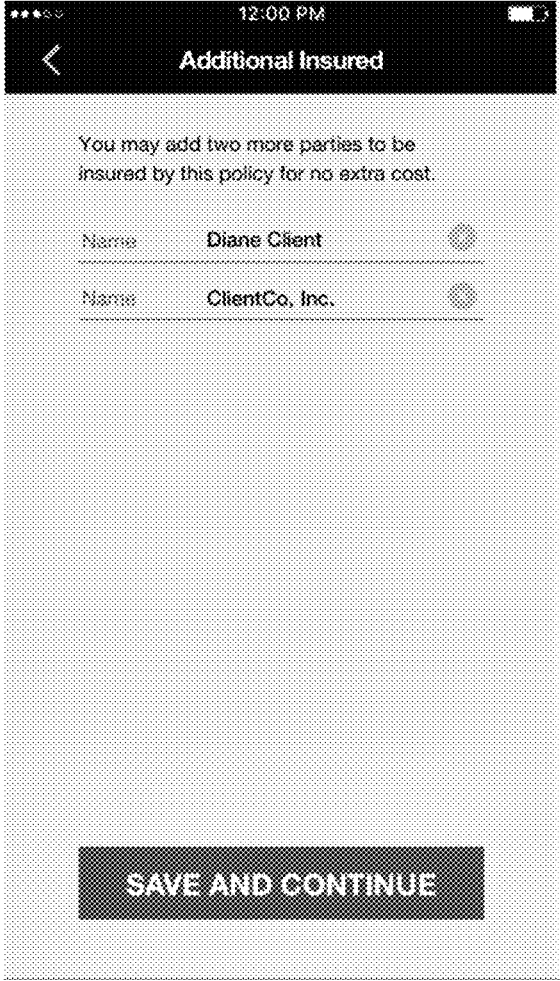 12:00 PM
Additional Insured
You may add two more parties to be
insured by this policy for no extra cost.
Name Diane Client
Name ClientCo, Inc.
SAVE AND CONTINUE